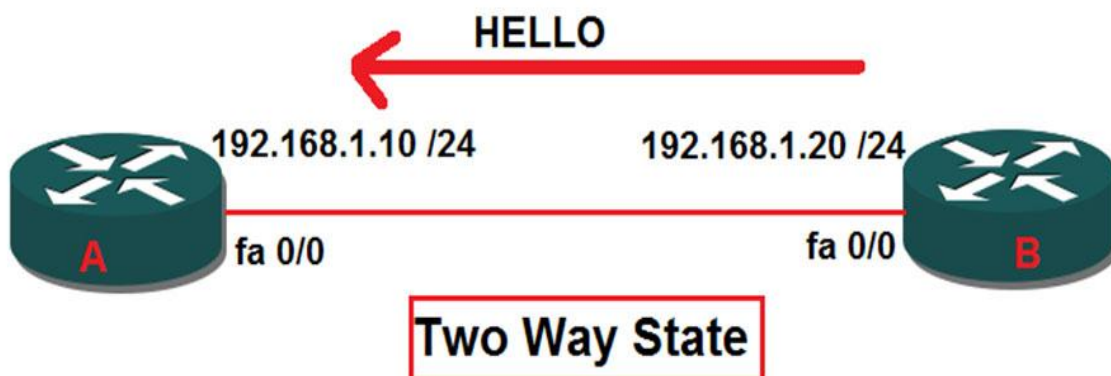 HELLO
192.168.1.10 /24
192.168.1.20 /24
A
fa 0/0
fa 0/0
B
Two Way State